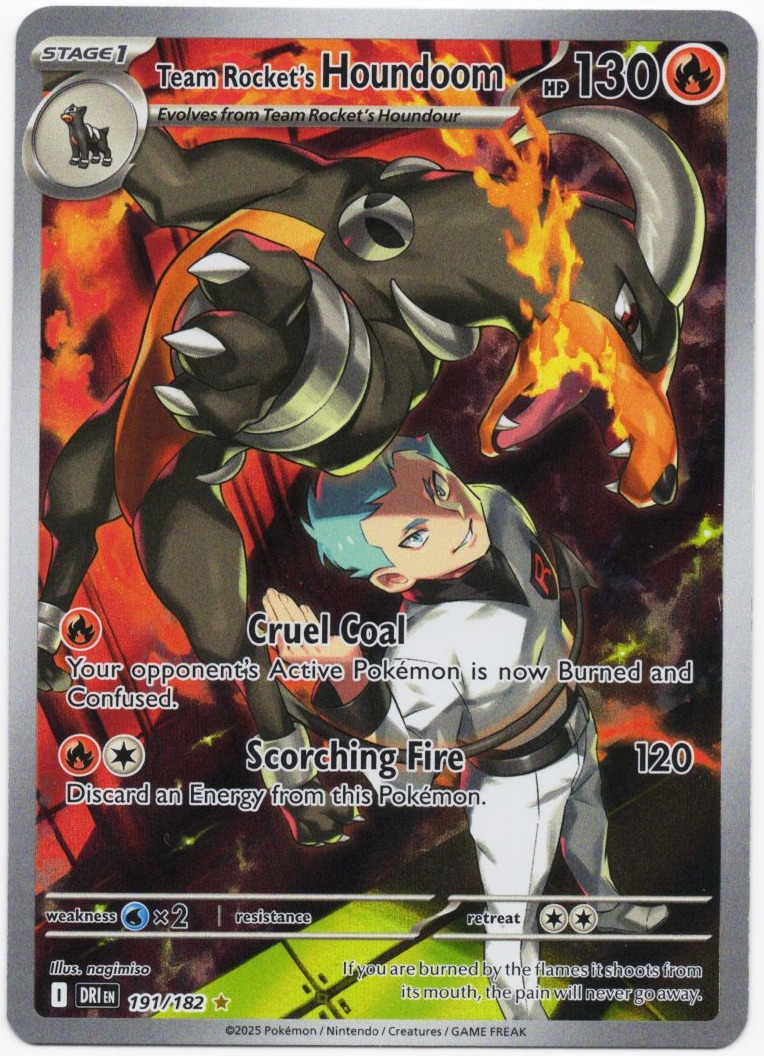 STAGE1
Team Rocket's Houndoom HP 130
Evolves from Team Rocket's Houndour
R
Cruel Coal
Your opponent's Active Pokémon is now Burned and
Confused.
Scorching Fire 120
Discard an Energy from this Pokémon.
weakness ×2 resistance retreat
Illus. nagimiso
If you are burned by the flames it shoots from
its mouth, the pain will never go away.
I DRI EN 191/182
©2025 Pokémon / Nintendo / Creatures / GAME FREAK